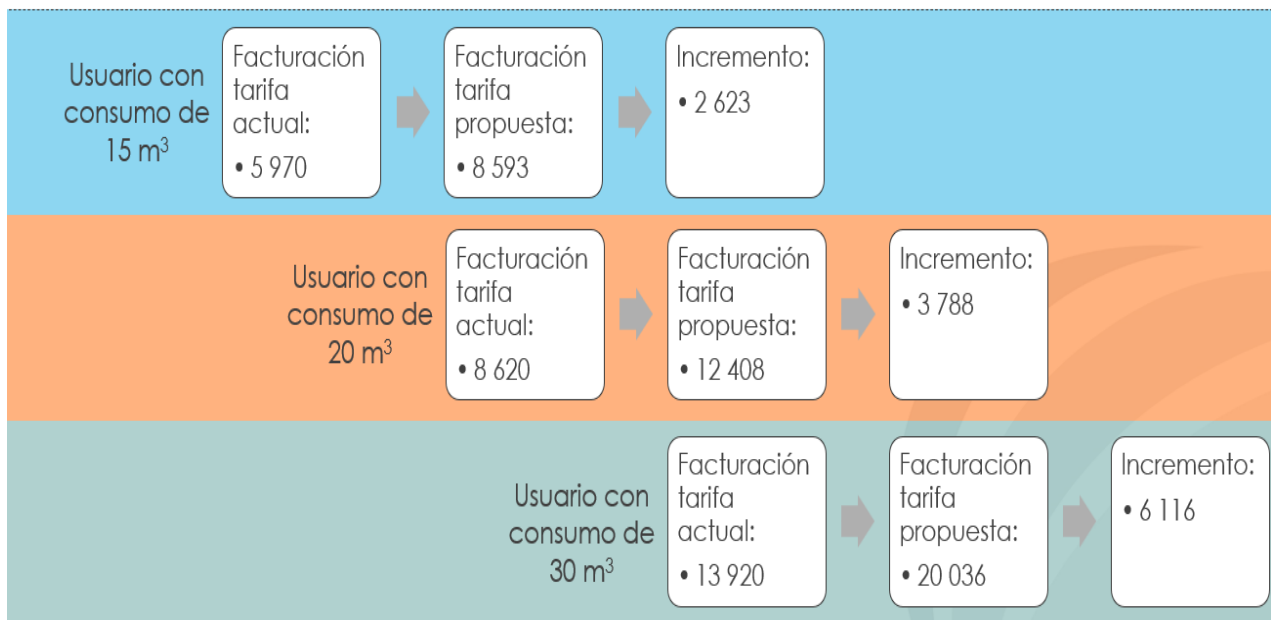 Usuario con
consumo de
15 m³
Facturación
tarifa
actual:
• 5 970
Facturación
tarifa
propuesta:
• 8 593
Incremento:
• 2 623
Usuario con
consumo de
20 m³
Facturación
tarifa
actual:
• 8 620
Facturación
tarifa
propuesta:
• 12 408
Incremento:
• 3 788
Usuario con
consumo de
30 m³
Facturación
tarifa
actual:
• 13 920
Facturación
tarifa
propuesta:
• 20 036
Incremento:
• 6 116